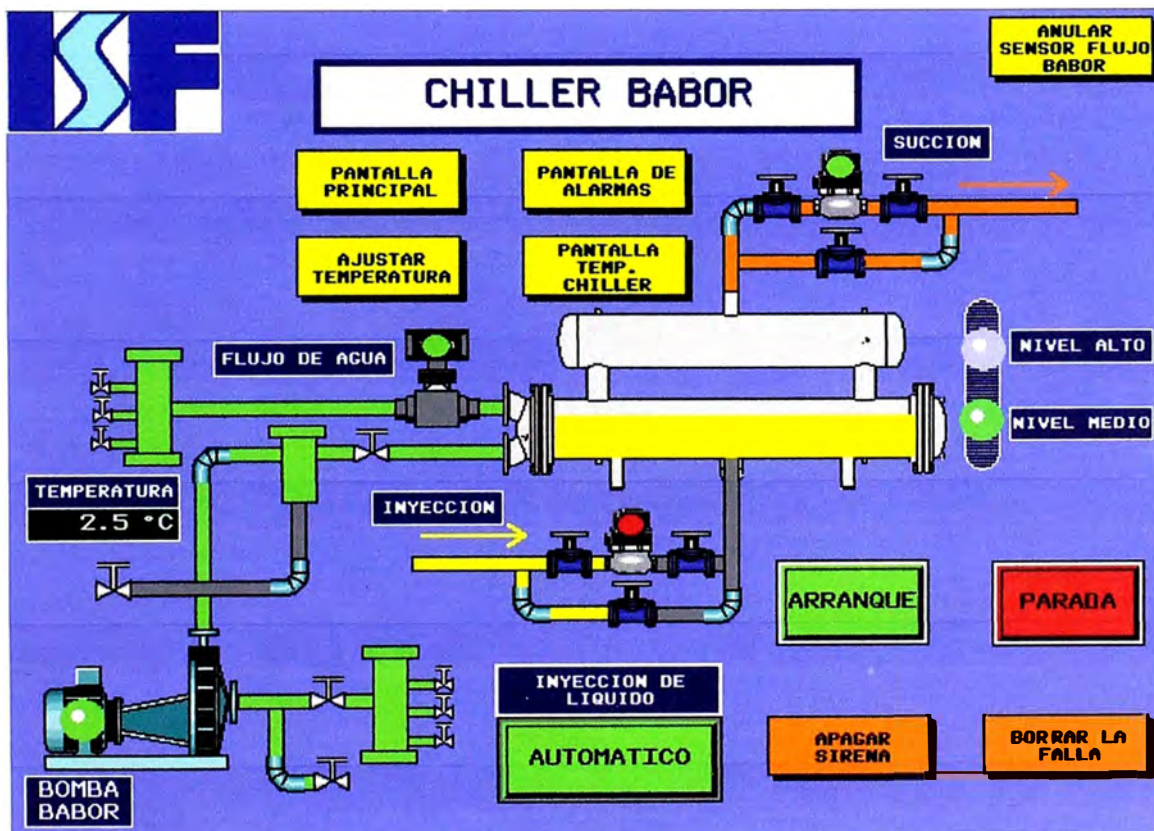 ISF
ANULAR
SENSOR FLUJO
BABOR
CHILLER BABOR
SUCCION
PANTALLA
PRINCIPAL
PANTALLA DE
ALARMAS
AJUSTAR
TEMPERATURA
PANTALLA
TEMP.
CHILLER
FLUJO DE AGUA
NIVEL ALTO
NIVEL MEDIO
TEMPERATURA
2.5 °C
INYECCION
ARRANQUE
PARADA
INYECCION DE
LIQUIDO
AUTOMATICO
APAGAR
SIRENA
BORRAR LA
FALLA
BOMBA
BABOR